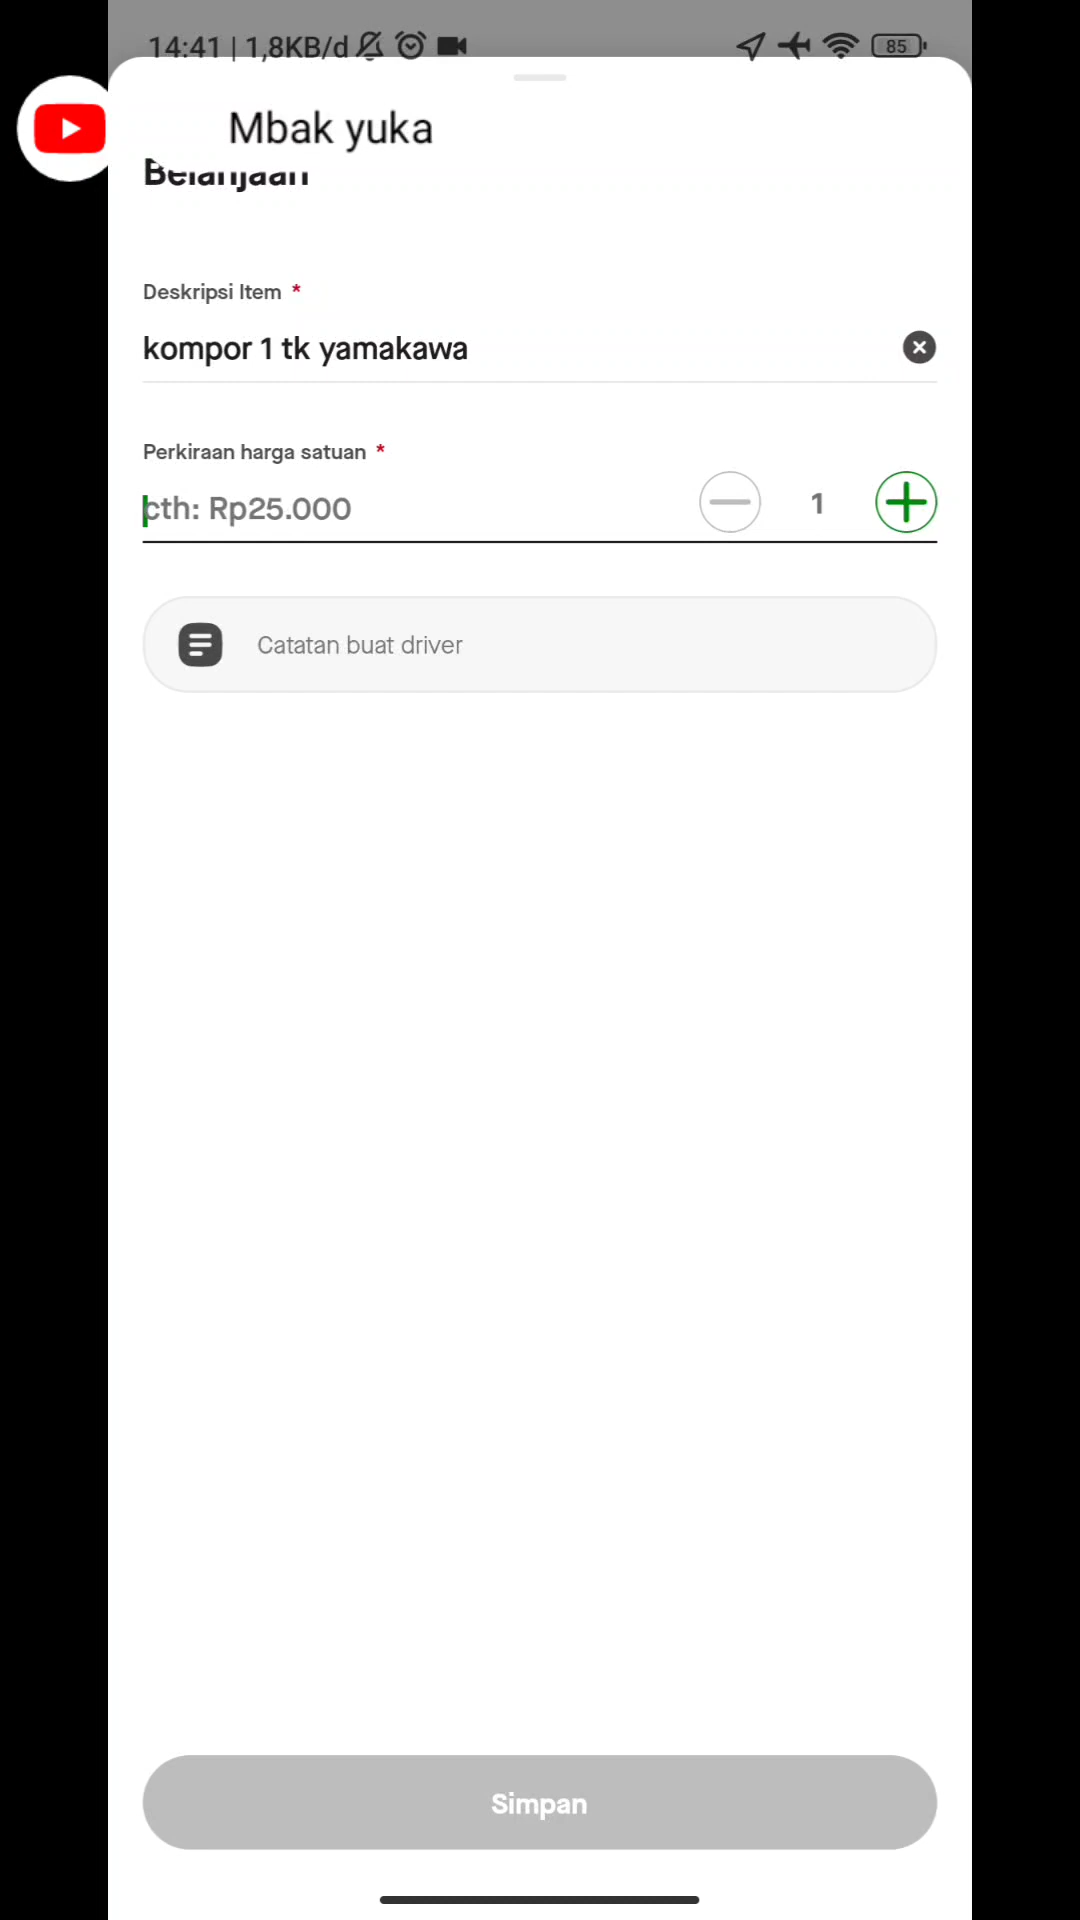 14:41 | 1,8KB/d
85
Mbak yuka
Belanjaan
Deskripsi Item *
kompor 1 tk yamakawa
Perkiraan harga satuan *
cth: Rp25.000
1
Catatan buat driver
Simpan